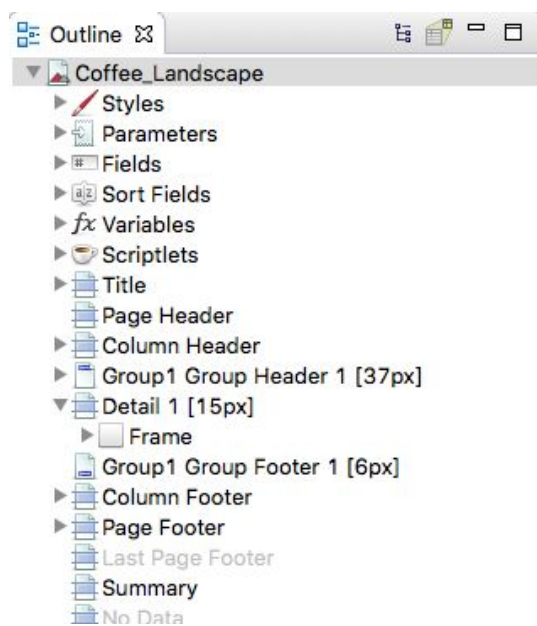 Outline
Coffee_Landscape
Styles
Parameters
Fields
Sort Fields
fx Variables
Scriptlets
Title
Page Header
Column Header
Group1 Group Header 1 [37px]
Detail 1 [15px]
Frame
Group1 Group Footer 1 [6px]
Column Footer
Page Footer
Last Page Footer
Summary
No Data